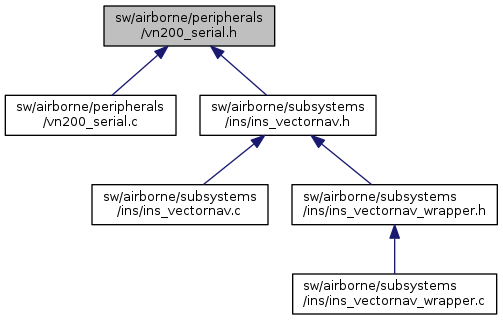 sw/airborne/peripherals
/vn200_serial.h
sw/airborne/peripherals
/vn200_serial.c
sw/airborne/subsystems
/ins/ins_vectornav.h
sw/airborne/subsystems
/ins/ins_vectornav.c
sw/airborne/subsystems
/ins/ins_vectornav_wrapper.h
sw/airborne/subsystems
/ins/ins_vectornav_wrapper.c